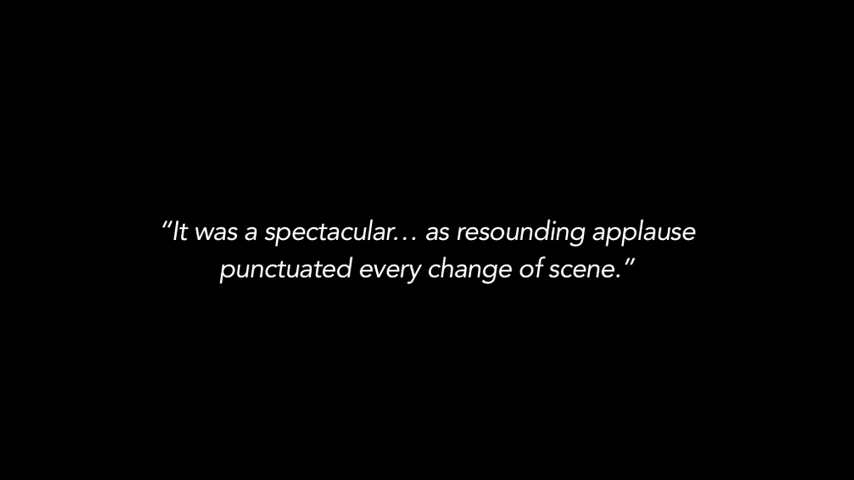 “It was a spectacular… as resounding applause
punctuated every change of scene.”